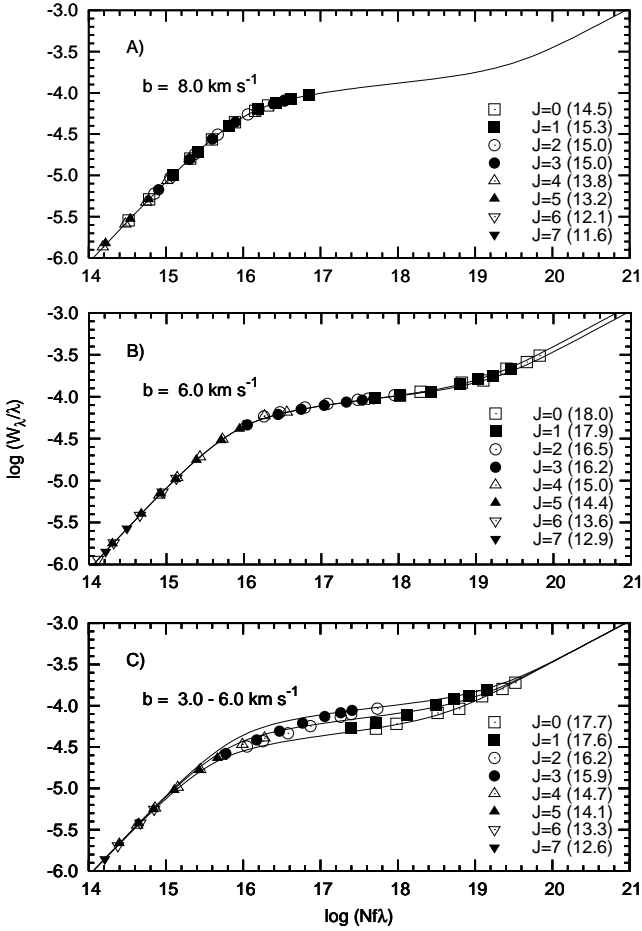 -3.0
-3.5
-4.0
-4.5
-5.0
-5.5
-6.0
A)
b = 8.0 km s⁻¹
J=0 (14.5)
J=1 (15.3)
J=2 (15.0)
J=3 (15.0)
J=4 (13.8)
J=5 (13.2)
J=6 (12.1)
J=7 (11.6)
14 15 16 17 18 19 20 21
-3.0
-3.5
-4.0
-4.5
-5.0
-5.5
-6.0
log (Wλ/λ)
B)
b = 6.0 km s⁻¹
J=0 (18.0)
J=1 (17.9)
J=2 (16.5)
J=3 (16.2)
J=4 (15.0)
J=5 (14.4)
J=6 (13.6)
J=7 (12.9)
14 15 16 17 18 19 20 21
-3.0
-3.5
-4.0
-4.5
-5.0
-5.5
-6.0
C)
b = 3.0 - 6.0 km s⁻¹
J=0 (17.7)
J=1 (17.6)
J=2 (16.2)
J=3 (15.9)
J=4 (14.7)
J=5 (14.1)
J=6 (13.3)
J=7 (12.6)
14 15 16 17 18 19 20 21
log (Nfλ)